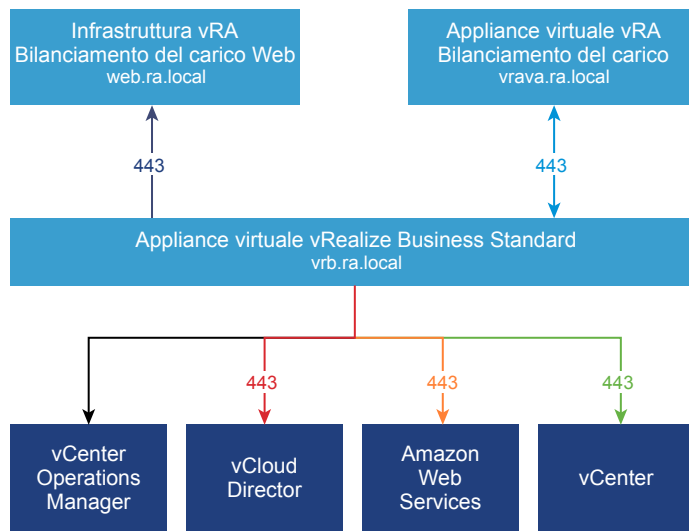 Infrastruttura vRA
Bilanciamento del carico Web
web.ra.local
Appliance virtuale vRA
Bilanciamento del carico
vrava.ra.local
443
443
Appliance virtuale vRealize Business Standard
vrb.ra.local
443
443
443
vCenter
Operations
Manager
vCloud
Director
Amazon
Web
Services
vCenter